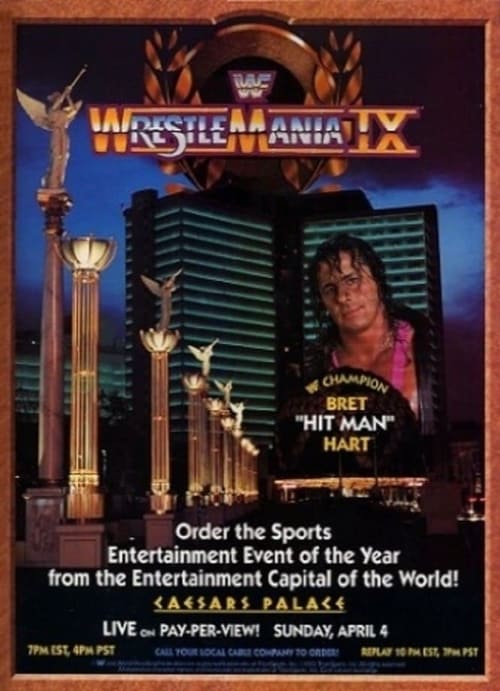 WF
WRESTLEMANIA IX
WF CHAMPION
BRET
"HIT MAN"
HART
Order the Sports
Entertainment Event of the Year
from the Entertainment Capital of the World!
CAESARS PALACE
LIVE ON PAY-PER-VIEW! SUNDAY, APRIL 4
7PM EST, 4PM PST CALL YOUR LOCAL CABLE COMPANY TO ORDER! REPLAY 10 PM EST, 7PM PST